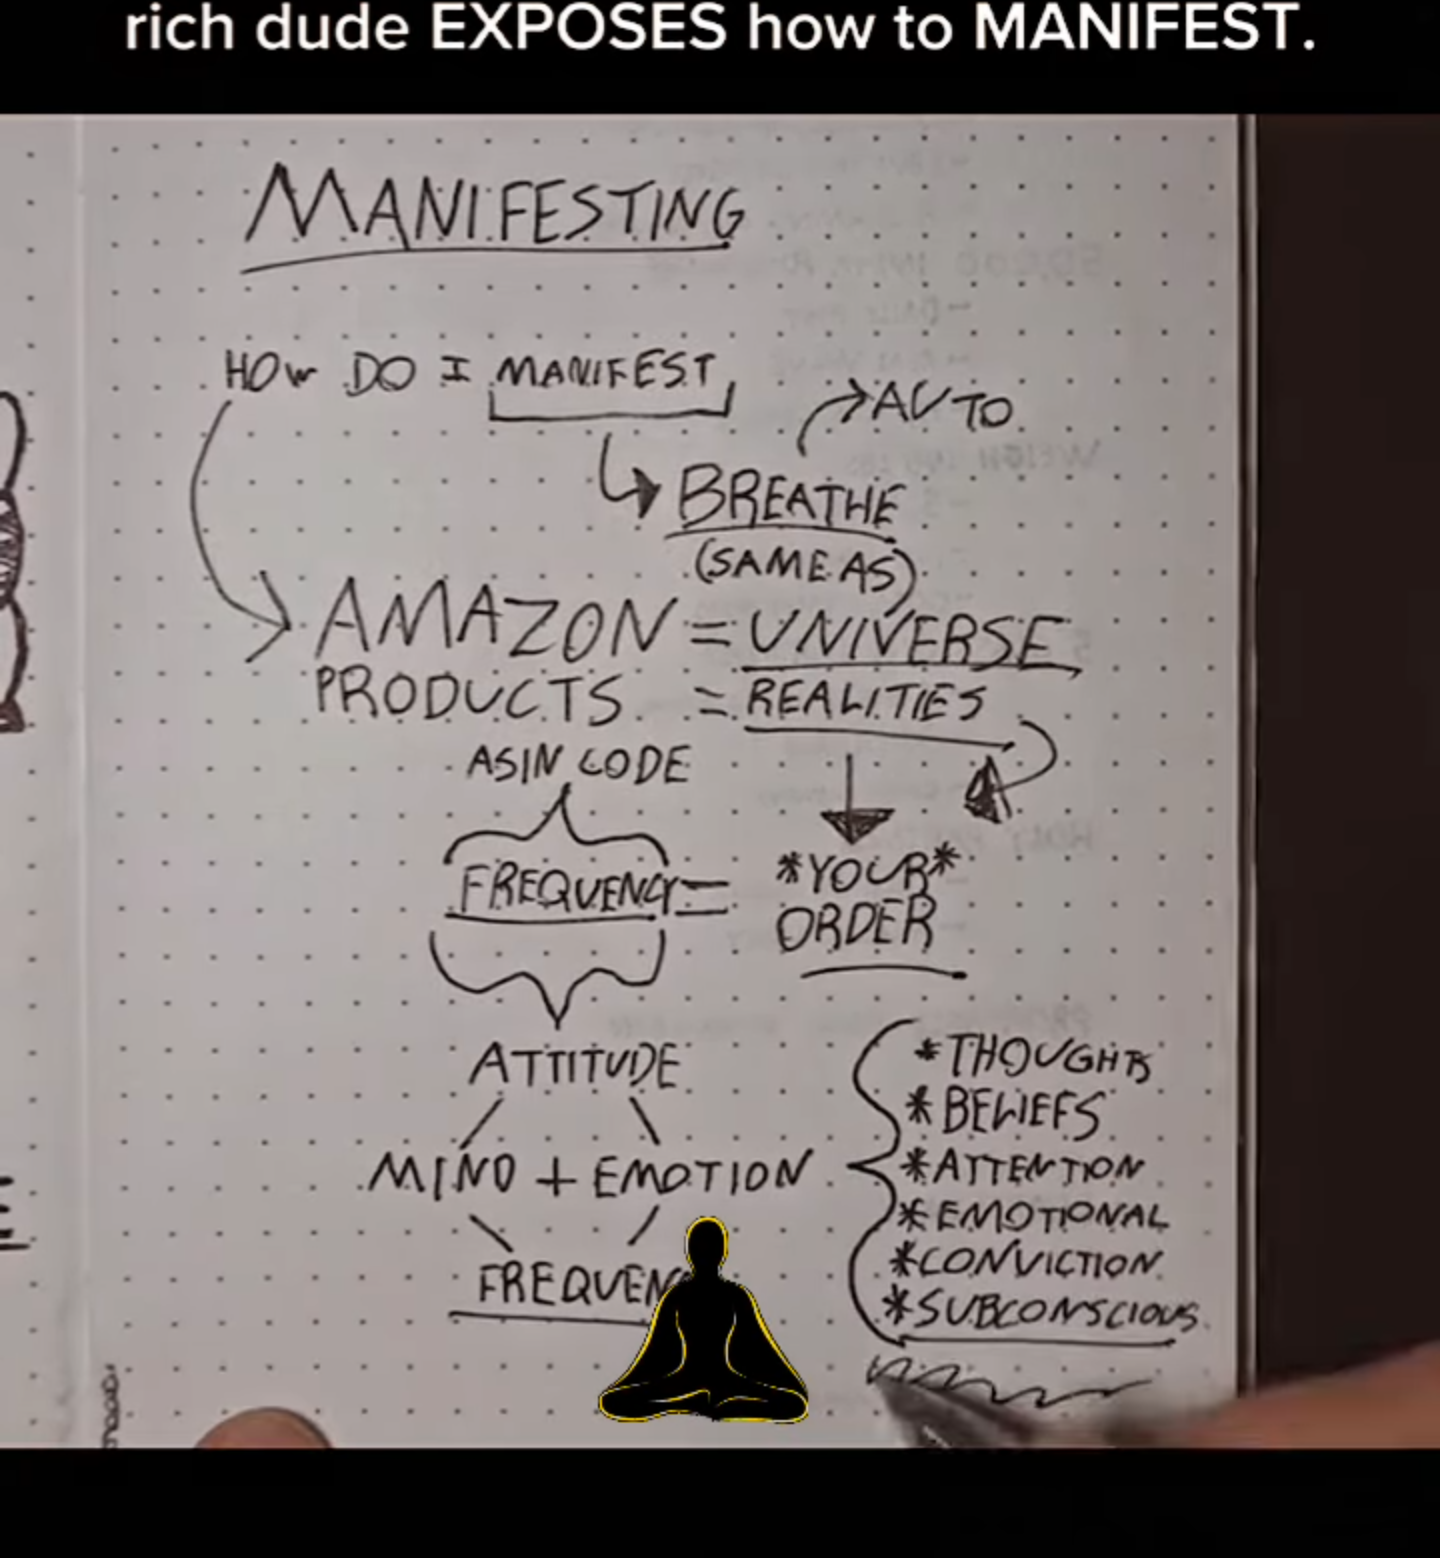 rich dude EXPOSES how to MANIFEST.
MANIFESTING
HOW DO I MANIFEST
AUTO
BREATHE
(SAME AS)
AMAZON = UNIVERSE
PRODUCTS = REALITIES
ASIN CODE
FREQUENCY = *YOUR*
ORDER
ATTITUDE
MIND + EMOTION
FREQUEN
*THOUGHTS
*BELIEFS
*ATTENTION
*EMOTIONAL
*CONVICTION
*SUBCONSCIOUS